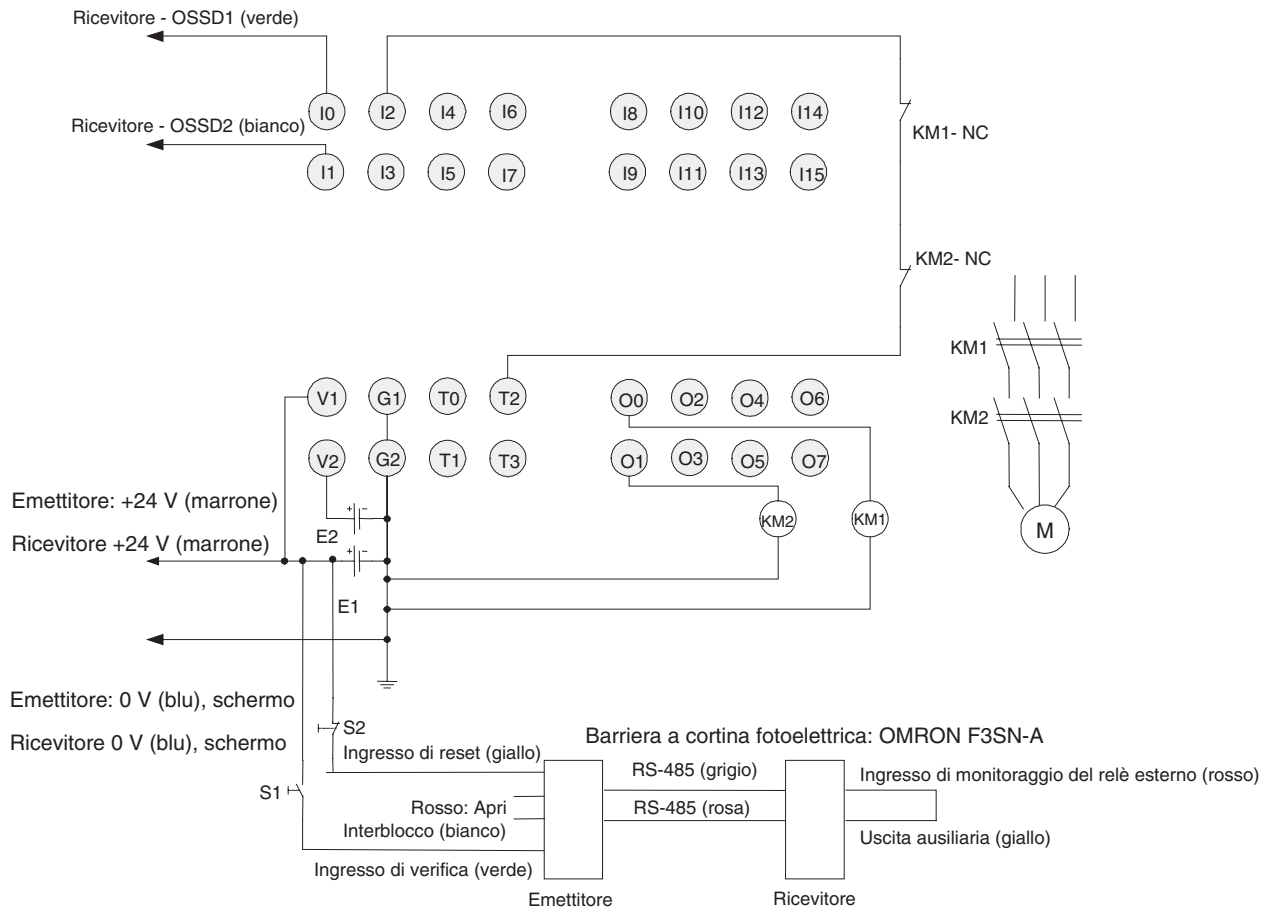 Ricevitore - OSSD1 (verde)
I0 I2 I4 I6 I8 I10 I12 I14
Ricevitore - OSSD2 (bianco)
KM1- NC
I1 I3 I5 I7 I9 I11 I13 I15
KM2- NC
KM1
V1 G1 T0 T2 O0 O2 O4 O6
KM2
V2 G2 T1 T3 O1 O3 O5 O7
Emettitore: +24 V (marrone)
+ -
KM2 KM1
M
E2
Ricevitore +24 V (marrone)
+ -
E1
Emettitore: 0 V (blu), schermo
S2
Ricevitore 0 V (blu), schermo
Barriera a cortina fotoelettrica: OMRON F3SN-A
Ingresso di reset (giallo)
RS-485 (grigio)
Ingresso di monitoraggio del relè esterno (rosso)
S1
Rosso: Apri
RS-485 (rosa)
Interblocco (bianco)
Uscita ausiliaria (giallo)
Ingresso di verifica (verde)
Emettitore
Ricevitore